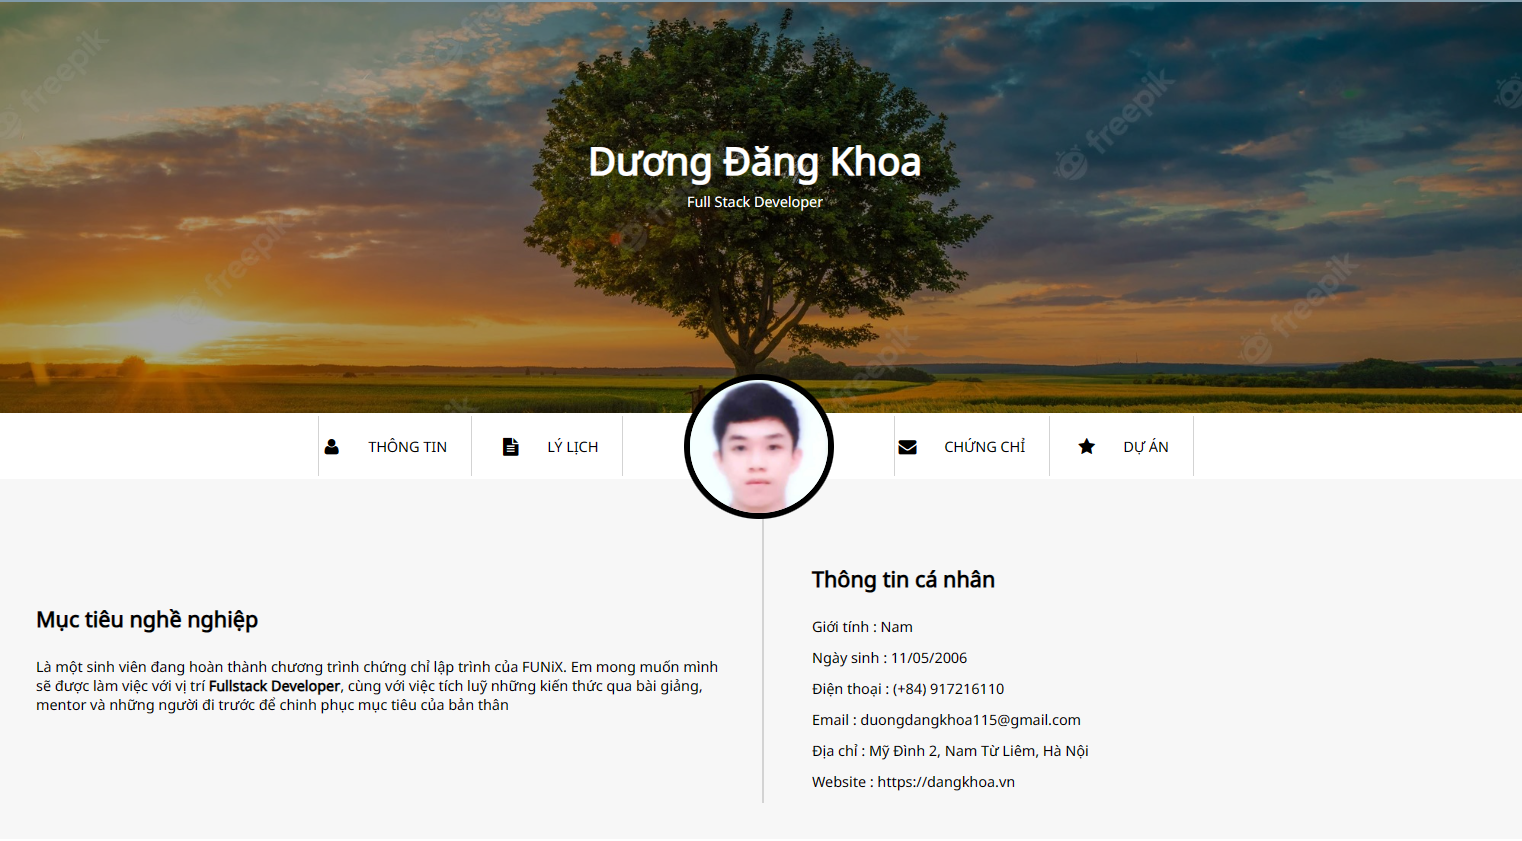 Dương Đăng Khoa
Full Stack Developer
THÔNG TIN
LÝ LỊCH
CHỨNG CHỈ
DỰ ÁN
Mục tiêu nghề nghiệp
Là một sinh viên đang hoàn thành chương trình chứng chỉ lập trình của FUNiX. Em mong muốn mình
sẽ được làm việc với vị trí Fullstack Developer, cùng với việc tích luỹ những kiến thức qua bài giảng,
mentor và những người đi trước để chinh phục mục tiêu của bản thân
Thông tin cá nhân
Giới tính : Nam
Ngày sinh : 11/05/2006
Điện thoại : (+84) 917216110
Email : duongdangkhoa115@gmail.com
Địa chỉ : Mỹ Đình 2, Nam Từ Liêm, Hà Nội
Website : https://dangkhoa.vn
freepik
freepik
freepik
freepik
freepik
freepik